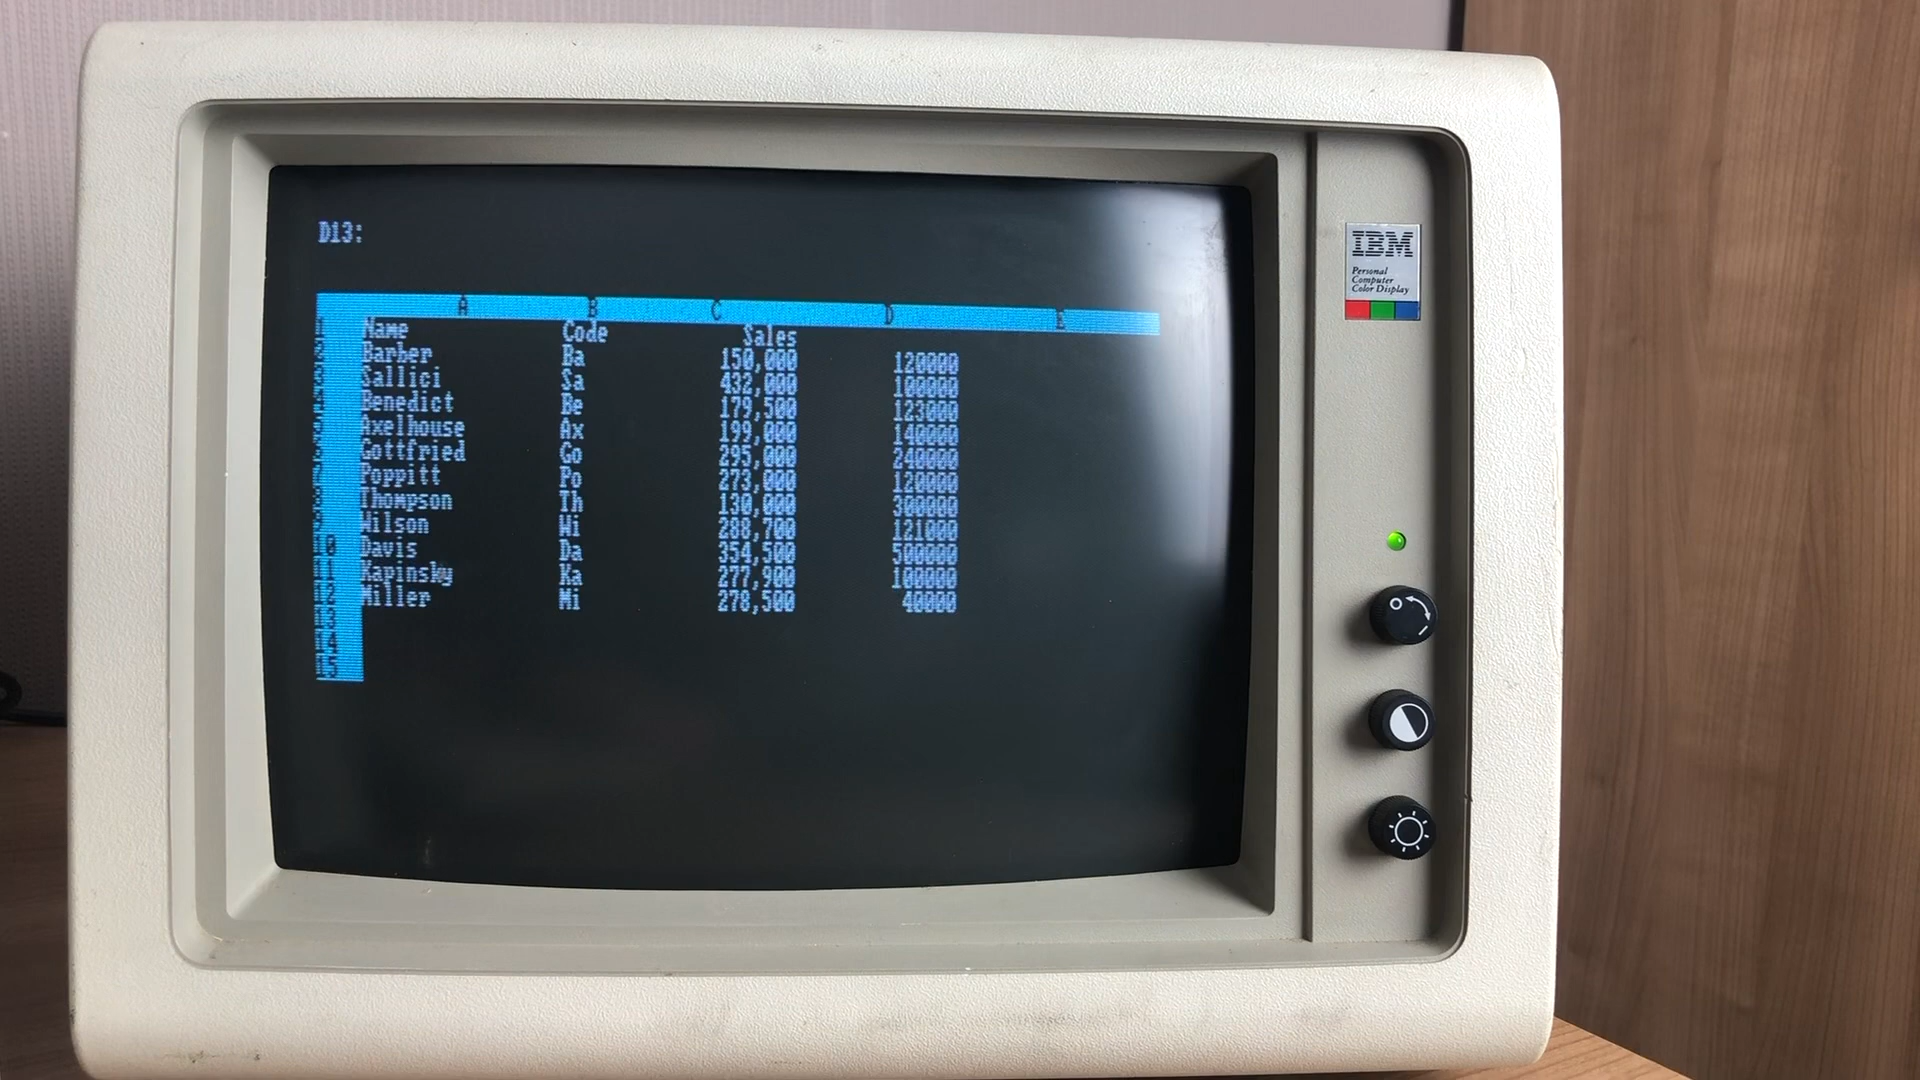 D13:
A B C D E
1 Name Code Sales
2 Barber Ba 150,000 120000
3 Sallici Sa 432,000 100000
4 Benedict Be 179,500 123000
5 Axelhouse Ax 199,000 140000
6 Gottfried Go 295,000 240000
7 Poppitt Po 273,000 120000
8 Thompson Th 130,000 300000
9 Wilson Wi 288,700 121000
10 Davis Da 354,500 500000
11 Kapinsky Ka 277,900 100000
12 Miller Mi 278,500 40000
13
14
15
IBM
Personal
Computer
Color Display